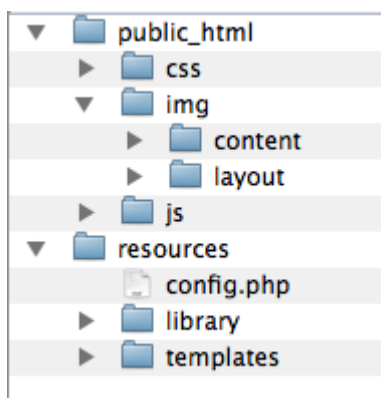 public_html
css
img
content
layout
js
resources
config.php
library
templates